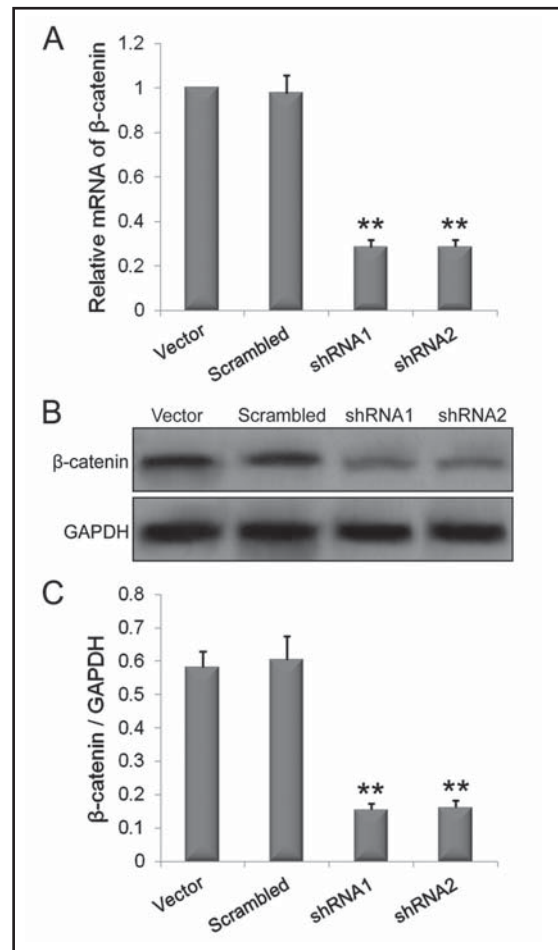 A
Relative mRNA of β-catenin
1.2
1
0.8
0.6
0.4
0.2
0
** **
Vector Scrambled shRNA1 shRNA2
B
Vector Scrambled shRNA1 shRNA2
β-catenin
GAPDH
C
β-catenin / GAPDH
0.8
0.7
0.6
0.5
0.4
0.3
0.2
0.1
0
** **
Vector Scrambled shRNA1 shRNA2